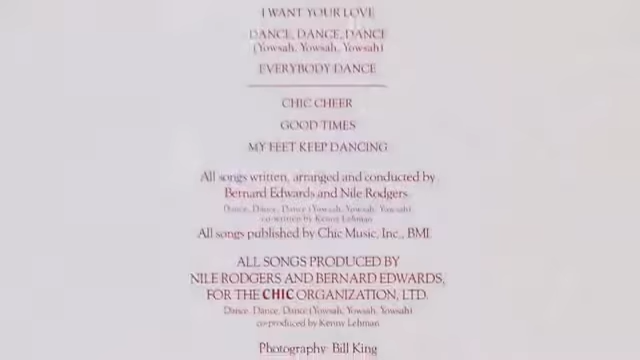 I WANT YOUR LOVE
DANCE, DANCE, DANCE
(Yowsah, Yowsah, Yowsah)
EVERYBODY DANCE
CHIC CHEER
GOOD TIMES
MY FEET KEEP DANCING
All songs written, arranged and conducted by
Bernard Edwards and Nile Rodgers
Dance, Dance, Dance (Yowsah, Yowsah, Yowsah)
co-written by Kenny Lehman
All songs published by Chic Music, Inc., BMI
ALL SONGS PRODUCED BY
NILE RODGERS AND BERNARD EDWARDS,
FOR THE CHIC ORGANIZATION, LTD.
Dance, Dance, Dance (Yowsah, Yowsah, Yowsah)
co-produced by Kenny Lehman
Photography: Bill King